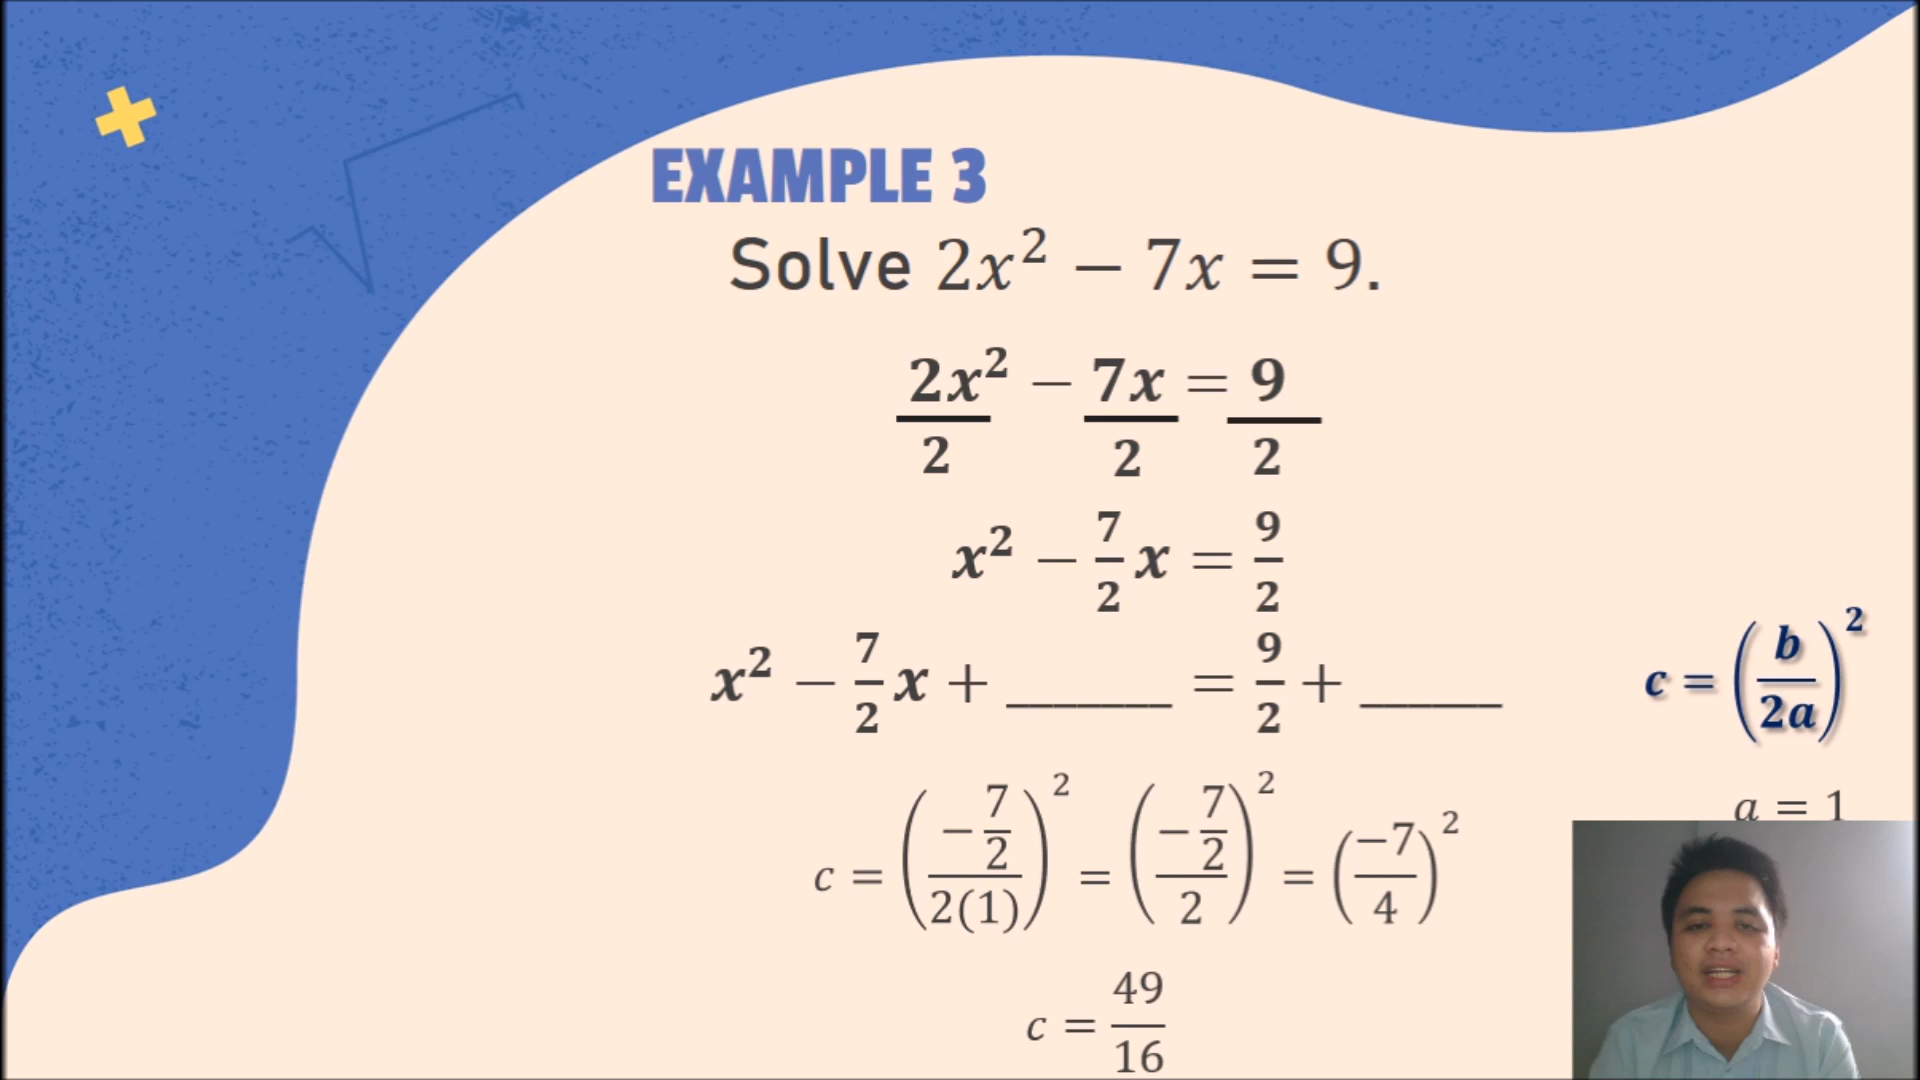 EXAMPLE 3
Solve 2x² − 7x = 9.
2x²/2 − 7x/2 = 9/2
x² − 7/2 x = 9/2
x² − 7/2 x + _______ = 9/2 + ______
c = (b/2a)²
a = 1
c = (−7/2 / 2(1))² = (−7/2 / 2)² = (−7/4)²
c = 49/16